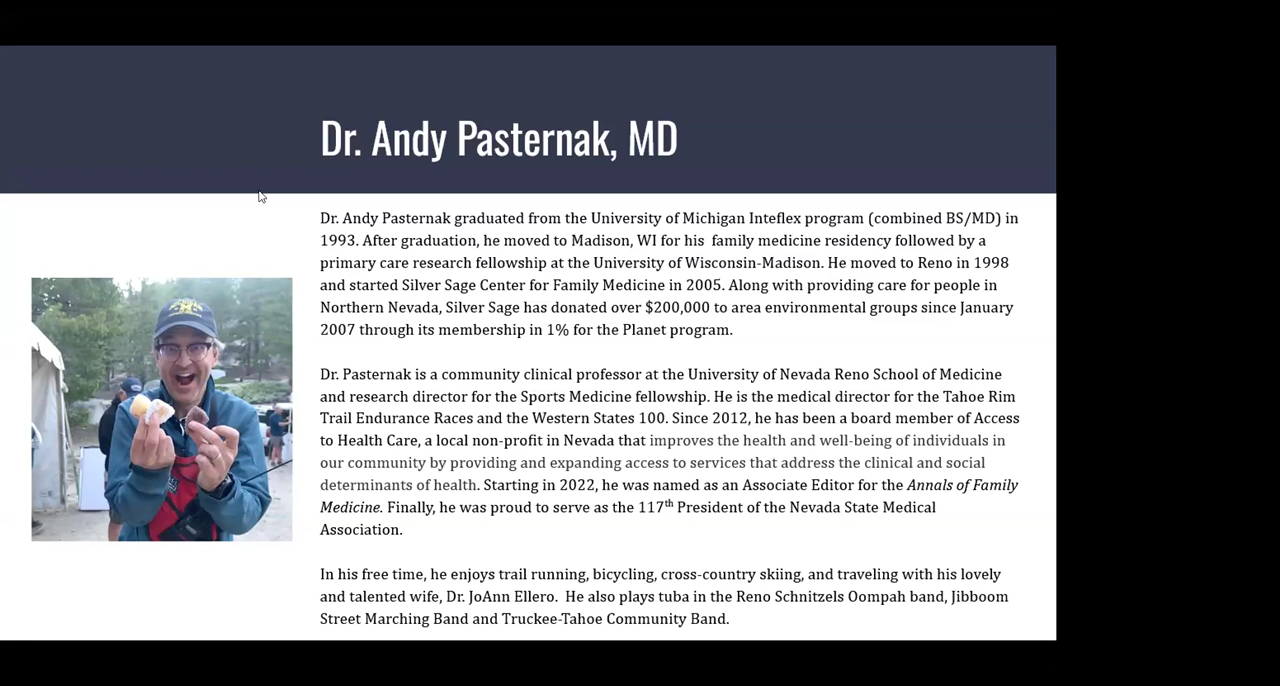 Dr. Andy Pasternak, MD
Dr. Andy Pasternak graduated from the University of Michigan Inteflex program (combined BS/MD) in
1993. After graduation, he moved to Madison, WI for his family medicine residency followed by a
primary care research fellowship at the University of Wisconsin-Madison. He moved to Reno in 1998
and started Silver Sage Center for Family Medicine in 2005. Along with providing care for people in
Northern Nevada, Silver Sage has donated over $200,000 to area environmental groups since January
2007 through its membership in 1% for the Planet program.
Dr. Pasternak is a community clinical professor at the University of Nevada Reno School of Medicine
and research director for the Sports Medicine fellowship. He is the medical director for the Tahoe Rim
Trail Endurance Races and the Western States 100. Since 2012, he has been a board member of Access
to Health Care, a local non-profit in Nevada that improves the health and well-being of individuals in
our community by providing and expanding access to services that address the clinical and social
determinants of health. Starting in 2022, he was named as an Associate Editor for the Annals of Family
Medicine. Finally, he was proud to serve as the 117th President of the Nevada State Medical
Association.
In his free time, he enjoys trail running, bicycling, cross-country skiing, and traveling with his lovely
and talented wife, Dr. JoAnn Ellero. He also plays tuba in the Reno Schnitzels Oompah band, Jibboom
Street Marching Band and Truckee-Tahoe Community Band.